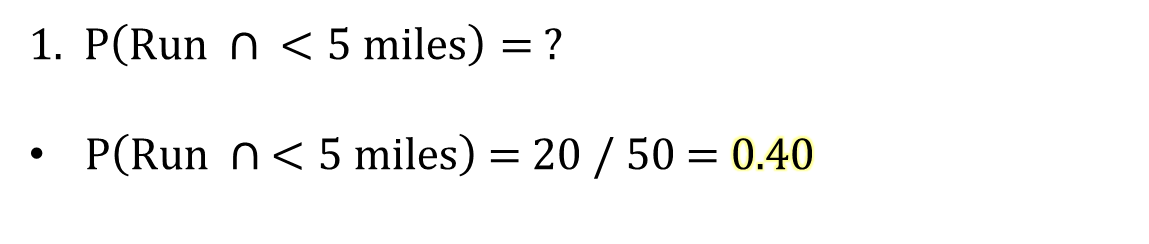 1. P(Run ∩ < 5 miles) = ?
• P(Run ∩ < 5 miles) = 20 / 50 = 0.40